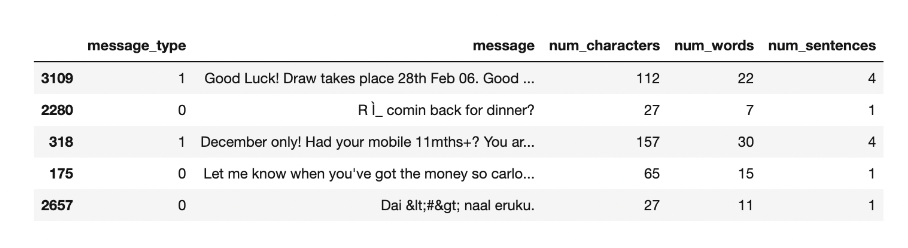 message_type message num_characters num_words num_sentences
3109 1 Good Luck! Draw takes place 28th Feb 06. Good ... 112 22 4
2280 0 R Ì_ comin back for dinner? 27 7 1
318 1 December only! Had your mobile 11mths+? You ar... 157 30 4
175 0 Let me know when you've got the money so carlo... 65 15 1
2657 0 Dai &lt;#&gt; naal eruku. 27 11 1